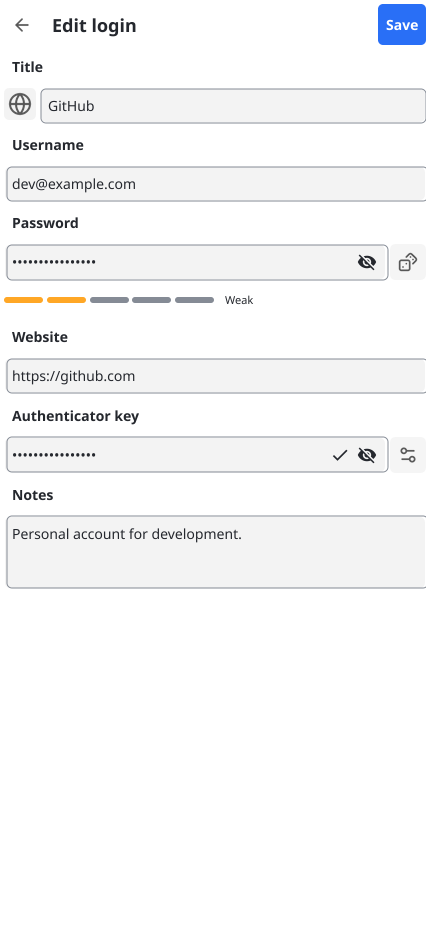 Edit login
Save
Title
GitHub
Username
dev@example.com
Password
••••••••••••••••
Weak
Website
https://github.com
Authenticator key
••••••••••••••••
Notes
Personal account for development.